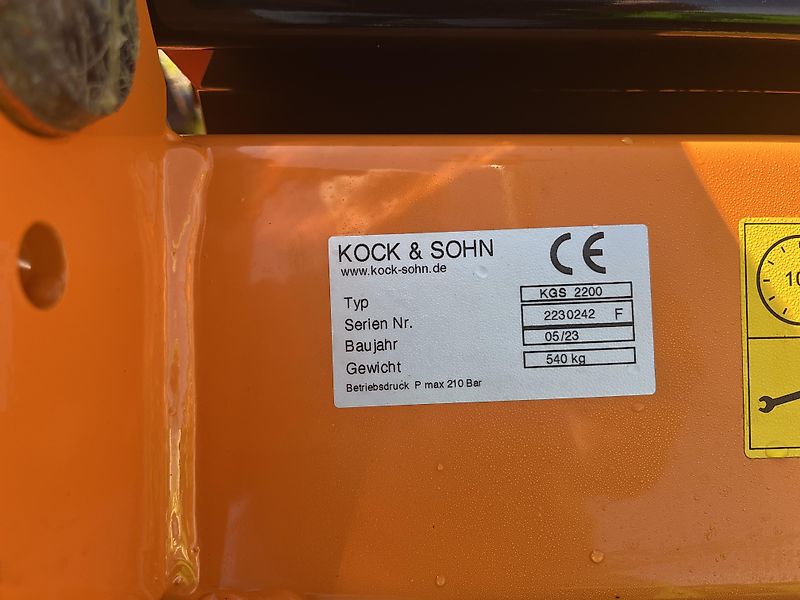 KOCK & SOHN CE
www.kock-sohn.de
Typ KGS 2200
Serien Nr. 2230242 F
Baujahr 05/23
Gewicht 540 kg
Betriebsdruck P max 210 Bar
10